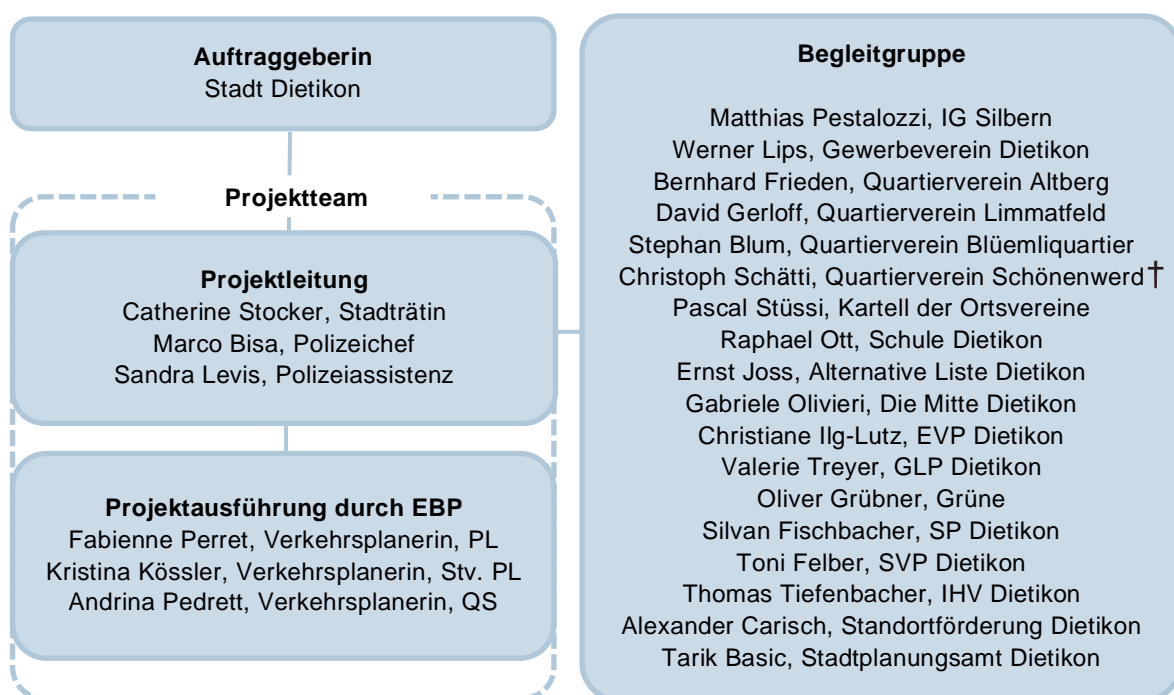 Auftraggeberin
Stadt Dietikon
Projektteam
Projektleitung
Catherine Stocker, Stadträtin
Marco Bisa, Polizeichef
Sandra Levis, Polizeiassistenz
Projektausführung durch EBP
Fabienne Perret, Verkehrsplanerin, PL
Kristina Kössler, Verkehrsplanerin, Stv. PL
Andrina Pedrett, Verkehrsplanerin, QS
Begleitgruppe
Matthias Pestalozzi, IG Silbern
Werner Lips, Gewerbeverein Dietikon
Bernhard Frieden, Quartierverein Altberg
David Gerloff, Quartierverein Limmatfeld
Stephan Blum, Quartierverein Blüemliquartier
Christoph Schätti, Quartierverein Schönenwerd†
Pascal Stüssi, Kartell der Ortsvereine
Raphael Ott, Schule Dietikon
Ernst Joss, Alternative Liste Dietikon
Gabriele Olivieri, Die Mitte Dietikon
Christiane Ilg-Lutz, EVP Dietikon
Valerie Treyer, GLP Dietikon
Oliver Grübner, Grüne
Silvan Fischbacher, SP Dietikon
Toni Felber, SVP Dietikon
Thomas Tiefenbacher, IHV Dietikon
Alexander Carisch, Standortförderung Dietikon
Tarik Basic, Stadtplanungsamt Dietikon